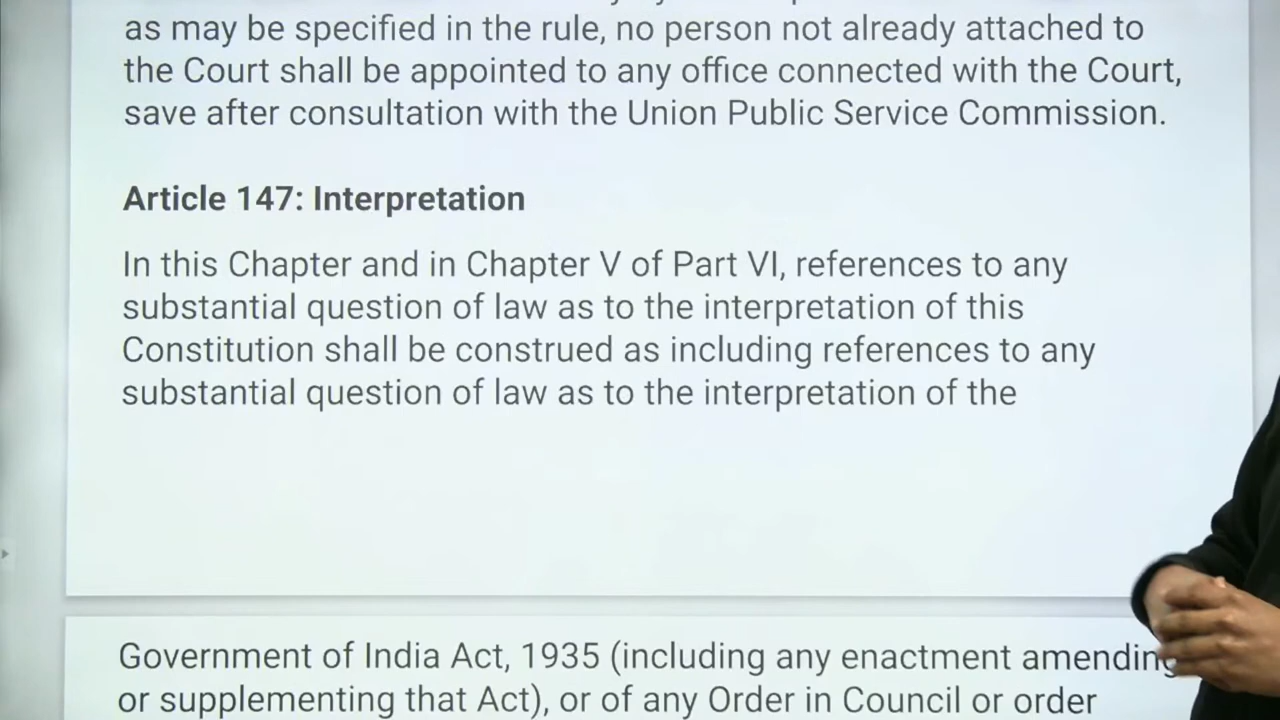 as may be specified in the rule, no person not already attached to
the Court shall be appointed to any office connected with the Court,
save after consultation with the Union Public Service Commission.
Article 147: Interpretation
In this Chapter and in Chapter V of Part VI, references to any
substantial question of law as to the interpretation of this
Constitution shall be construed as including references to any
substantial question of law as to the interpretation of the
Government of India Act, 1935 (including any enactment amending
or supplementing that Act), or of any Order in Council or order